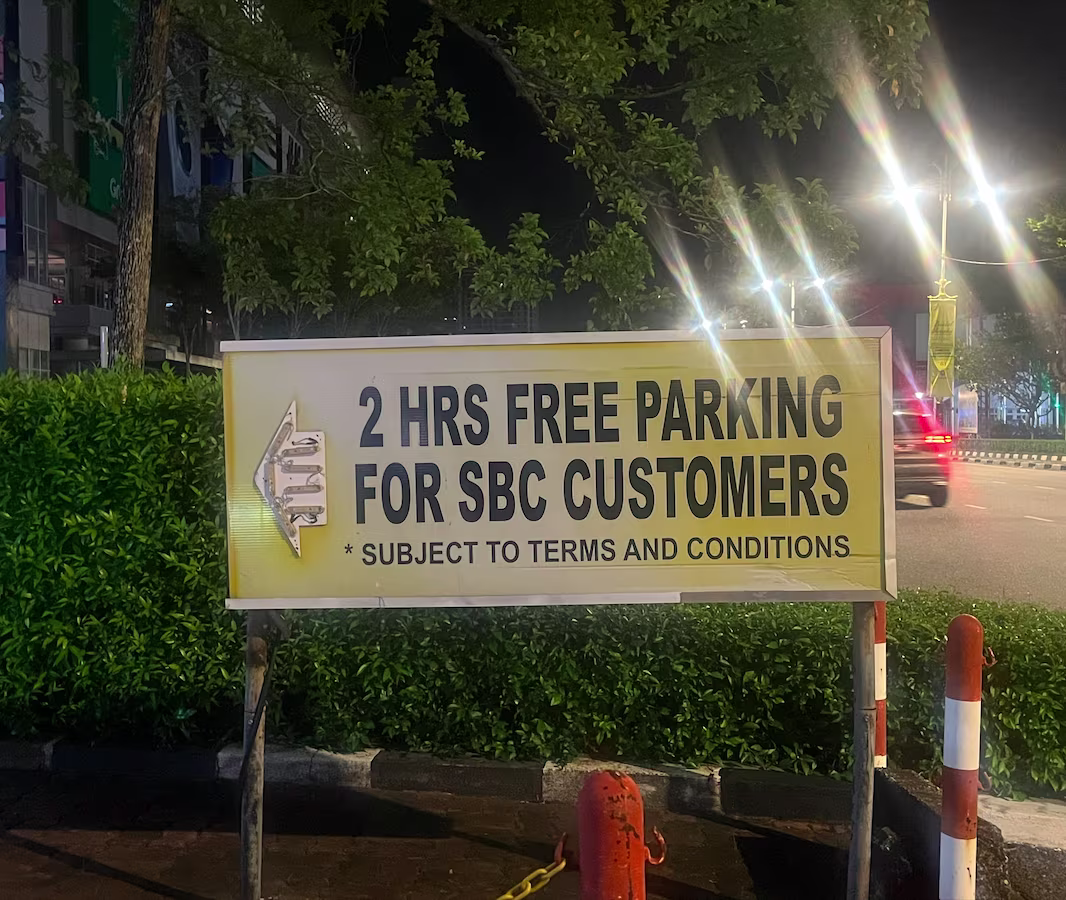 2 HRS FREE PARKING
FOR SBC CUSTOMERS
* SUBJECT TO TERMS AND CONDITIONS